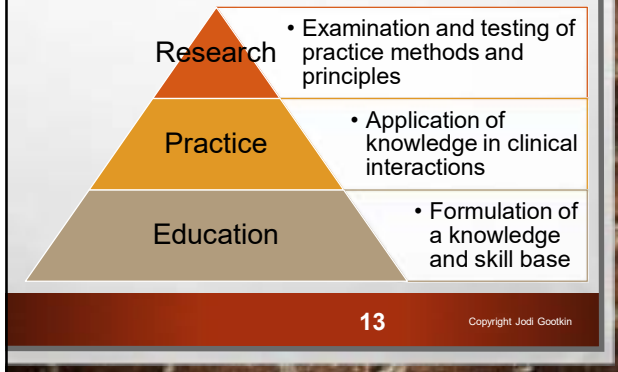 Research
• Examination and testing of
practice methods and
principles
Practice
• Application of
knowledge in clinical
interactions
Education
• Formulation of
a knowledge
and skill base
13
Copyright Jodi Gootkin